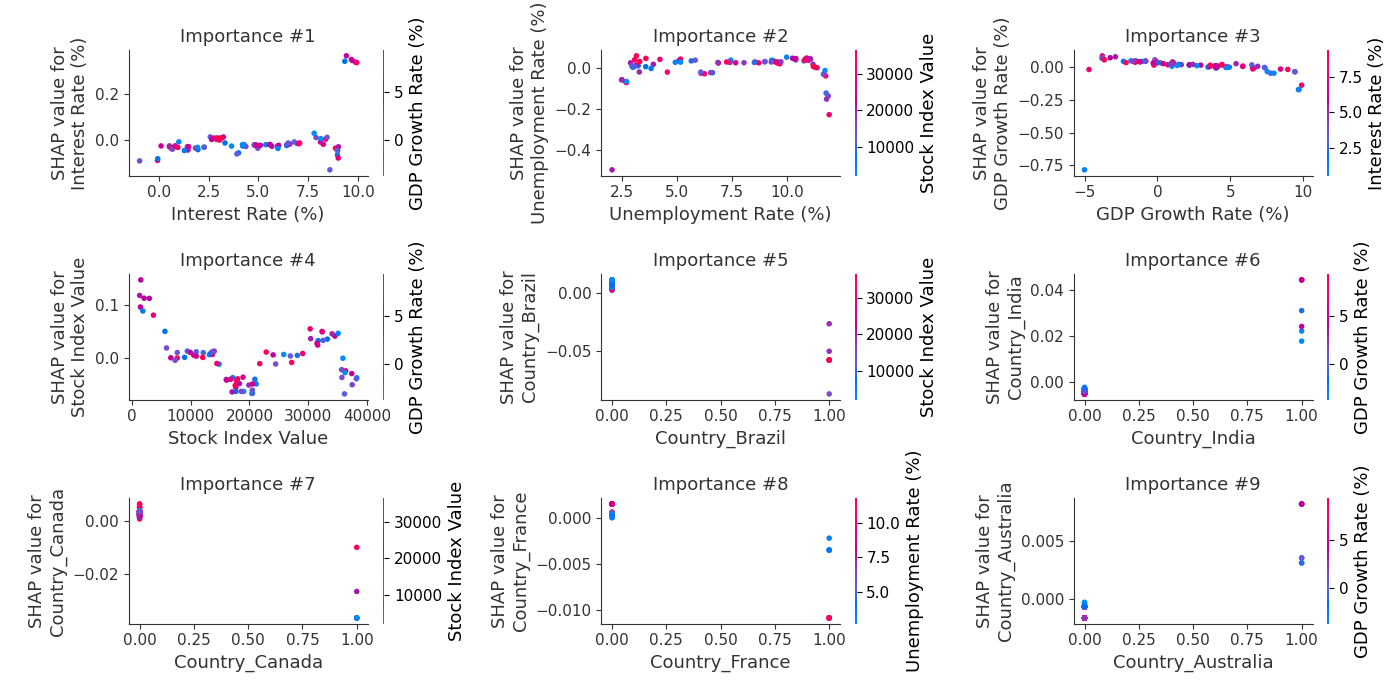 Importance #1
SHAP value for
Interest Rate (%)
0.2
0.0
0.0
2.5
5.0
7.5
10.0
Interest Rate (%)
5
0
GDP Growth Rate (%)
Importance #2
SHAP value for
Unemployment Rate (%)
0.0
−0.2
−0.4
2.5
5.0
7.5
10.0
Unemployment Rate (%)
30000
20000
10000
Stock Index Value
Importance #3
SHAP value for
GDP Growth Rate (%)
0.00
−0.25
−0.50
−0.75
−5
0
5
10
GDP Growth Rate (%)
7.5
5.0
2.5
Interest Rate (%)
Importance #4
SHAP value for
Stock Index Value
0.1
0.0
0
10000
20000
30000
40000
Stock Index Value
5
0
GDP Growth Rate (%)
Importance #5
SHAP value for
Country_Brazil
0.00
−0.05
0.00
0.25
0.50
0.75
1.00
Country_Brazil
30000
20000
10000
Stock Index Value
Importance #6
SHAP value for
Country_India
0.04
0.02
0.00
0.00
0.25
0.50
0.75
1.00
Country_India
5
0
GDP Growth Rate (%)
Importance #7
SHAP value for
Country_Canada
0.00
−0.02
0.00
0.25
0.50
0.75
1.00
Country_Canada
30000
20000
10000
Stock Index Value
Importance #8
SHAP value for
Country_France
0.000
−0.005
−0.010
0.00
0.25
0.50
0.75
1.00
Country_France
10.0
7.5
5.0
Unemployment Rate (%)
Importance #9
SHAP value for
Country_Australia
0.005
0.000
0.00
0.25
0.50
0.75
1.00
Country_Australia
5
0
GDP Growth Rate (%)